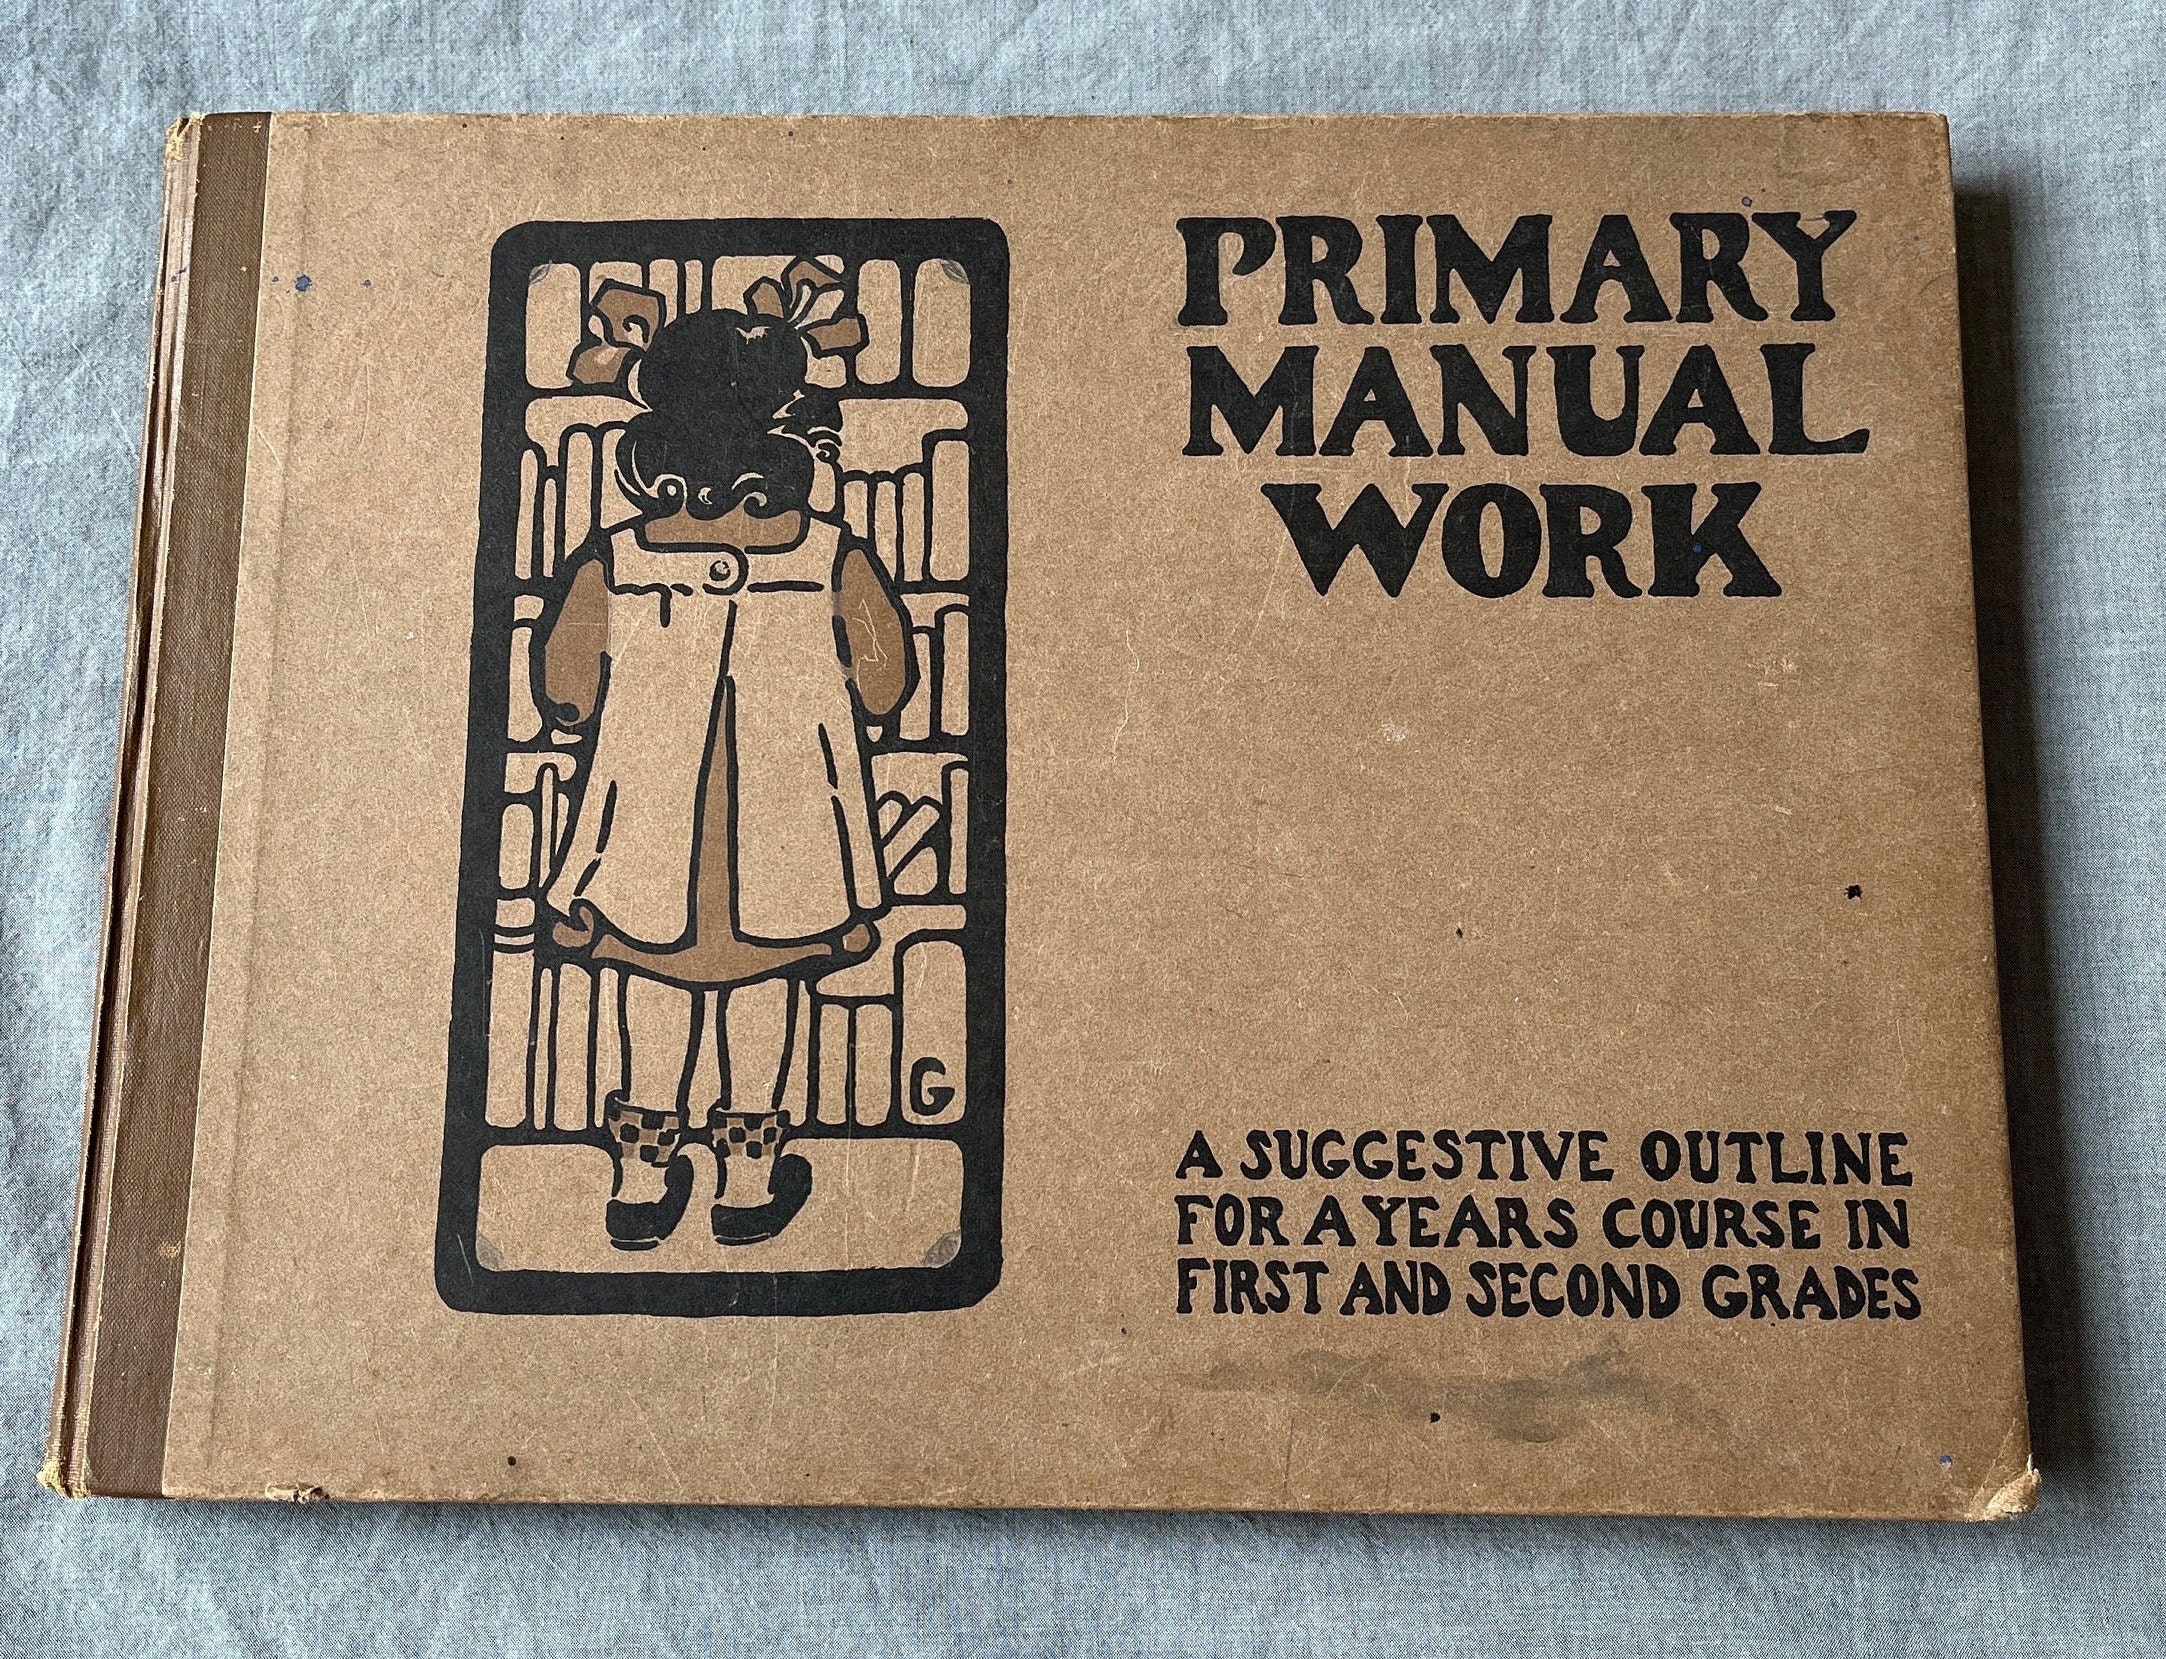 PRIMARY
MANUAL
WORK
G
A SUGGESTIVE OUTLINE
FOR A YEARS COURSE IN
FIRST AND SECOND GRADES